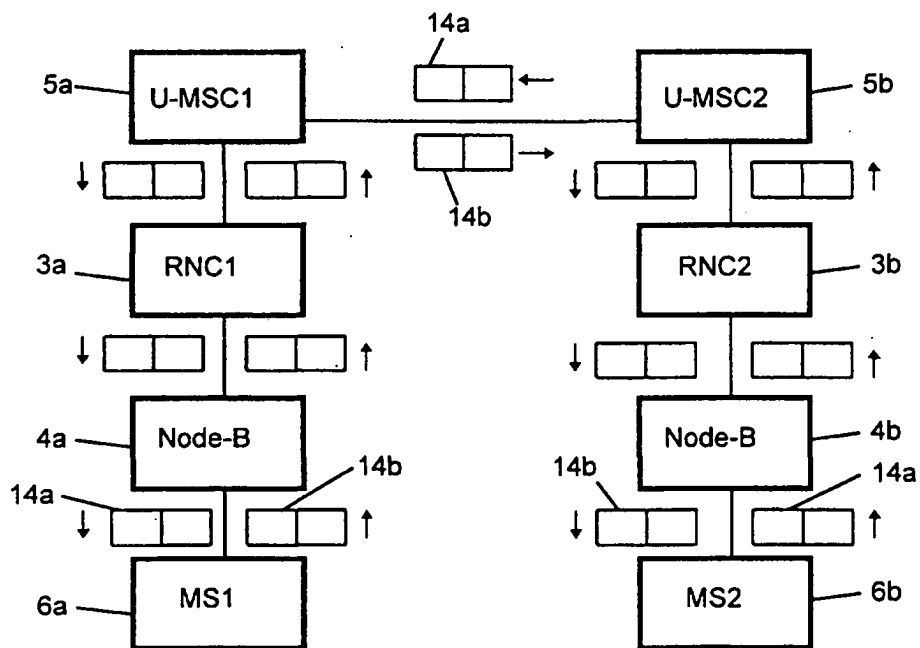 14a
5a
U-MSC1
U-MSC2
5b
14b
3a
RNC1
RNC2
3b
4a
Node-B
Node-B
4b
14a
14b
14b
14a
6a
MS1
MS2
6b